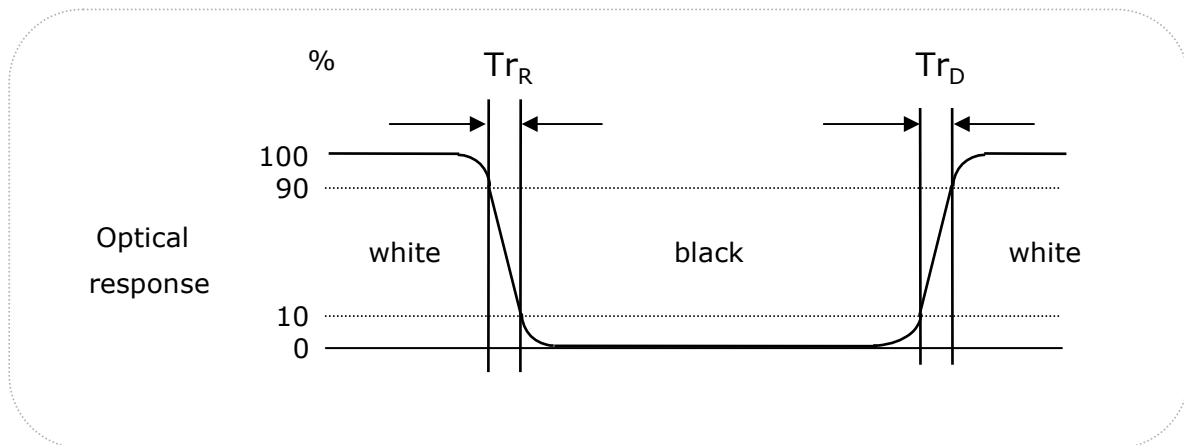 % Tr_R Tr_D
100
90
Optical
response
white black white
10
0